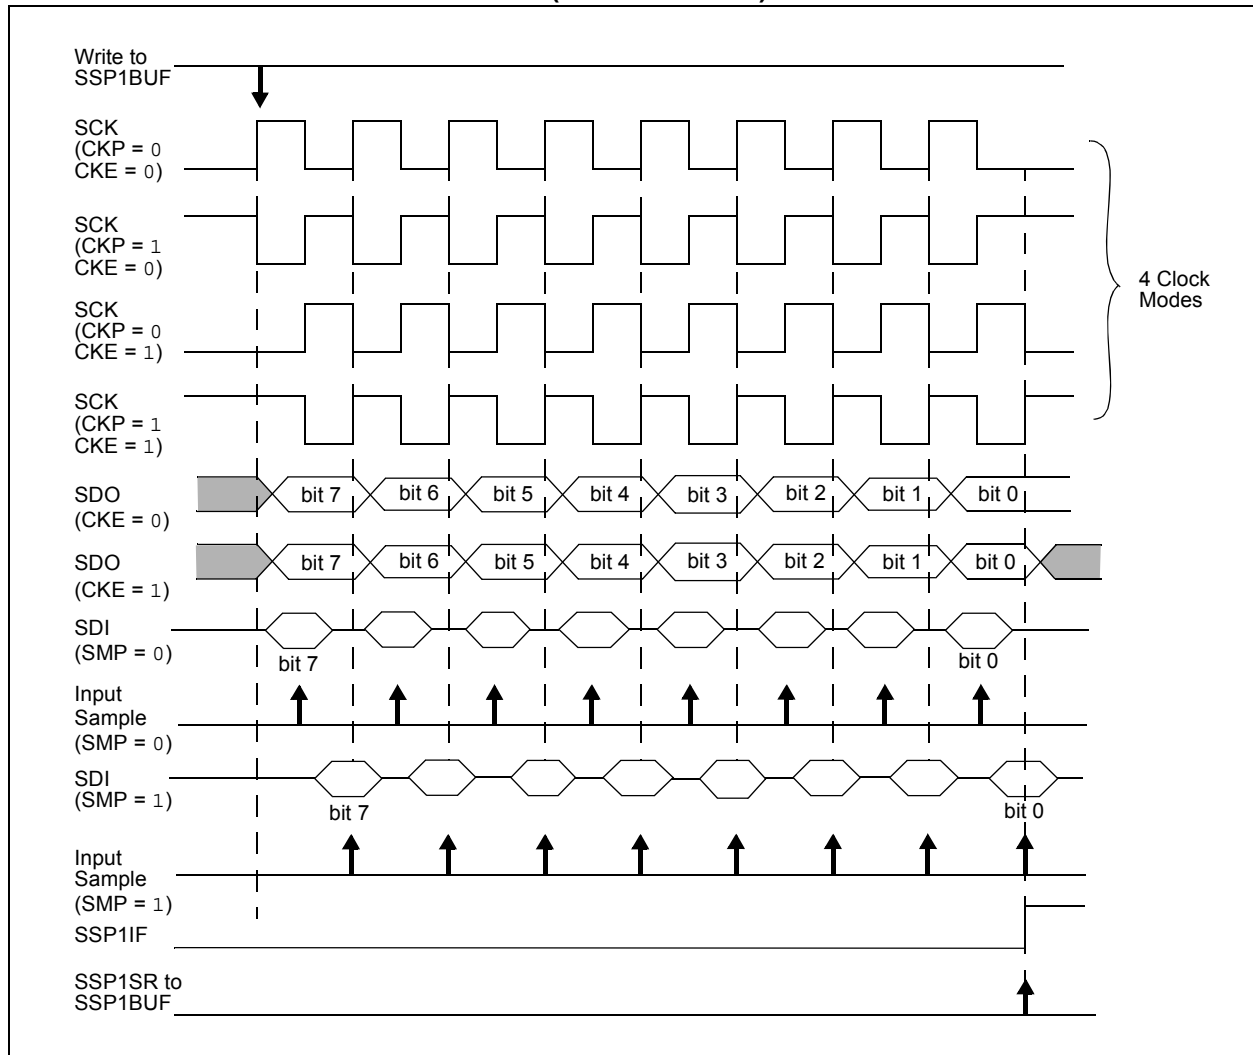 Write to
SSP1BUF
SCK
(CKP = 0
CKE = 0)
SCK
(CKP = 1
CKE = 0)
4 Clock
Modes
SCK
(CKP = 0
CKE = 1)
SCK
(CKP = 1
CKE = 1)
SDO
(CKE = 0)
bit 7 bit 6 bit 5 bit 4 bit 3 bit 2 bit 1 bit 0
SDO
(CKE = 1)
bit 7 bit 6 bit 5 bit 4 bit 3 bit 2 bit 1 bit 0
SDI
(SMP = 0)
bit 7 bit 0
Input
Sample
(SMP = 0)
SDI
(SMP = 1)
bit 7 bit 0
Input
Sample
(SMP = 1)
SSP1IF
SSP1SR to
SSP1BUF